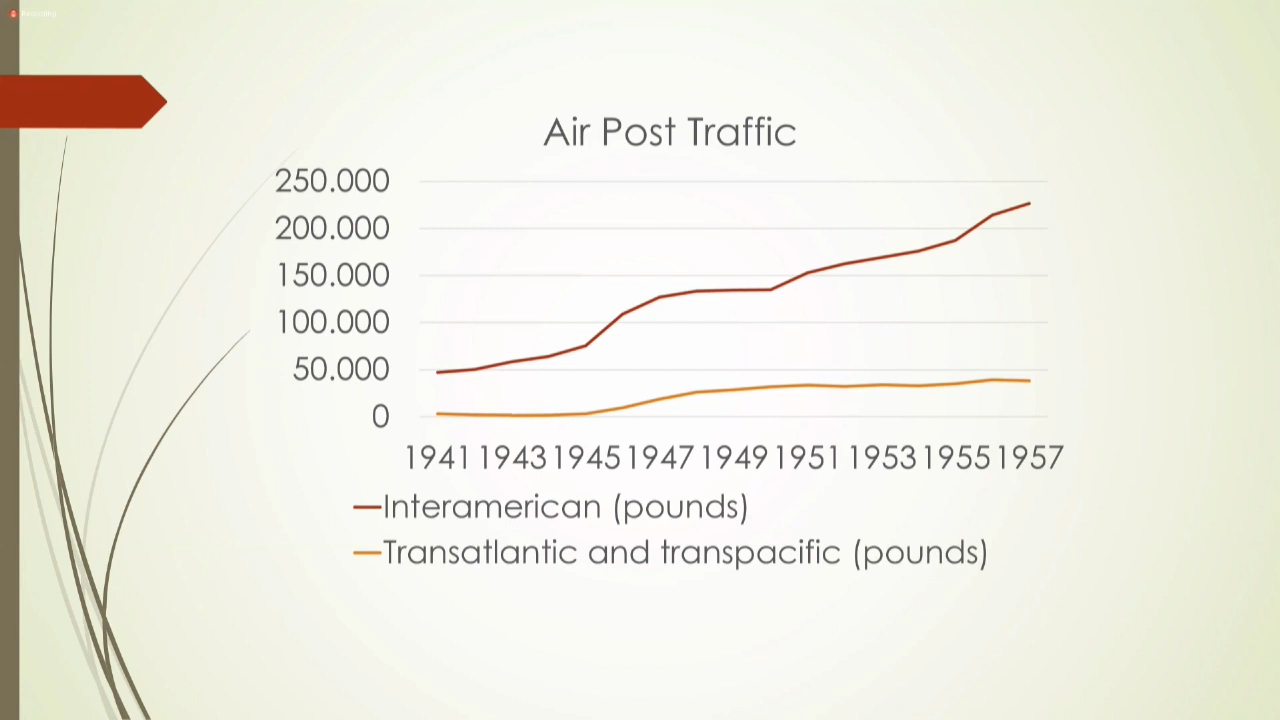 Air Post Traffic
250.000
200.000
150.000
100.000
50.000
0
1941 1943 1945 1947 1949 1951 1953 1955 1957
Interamerican (pounds)
Transatlantic and transpacific (pounds)